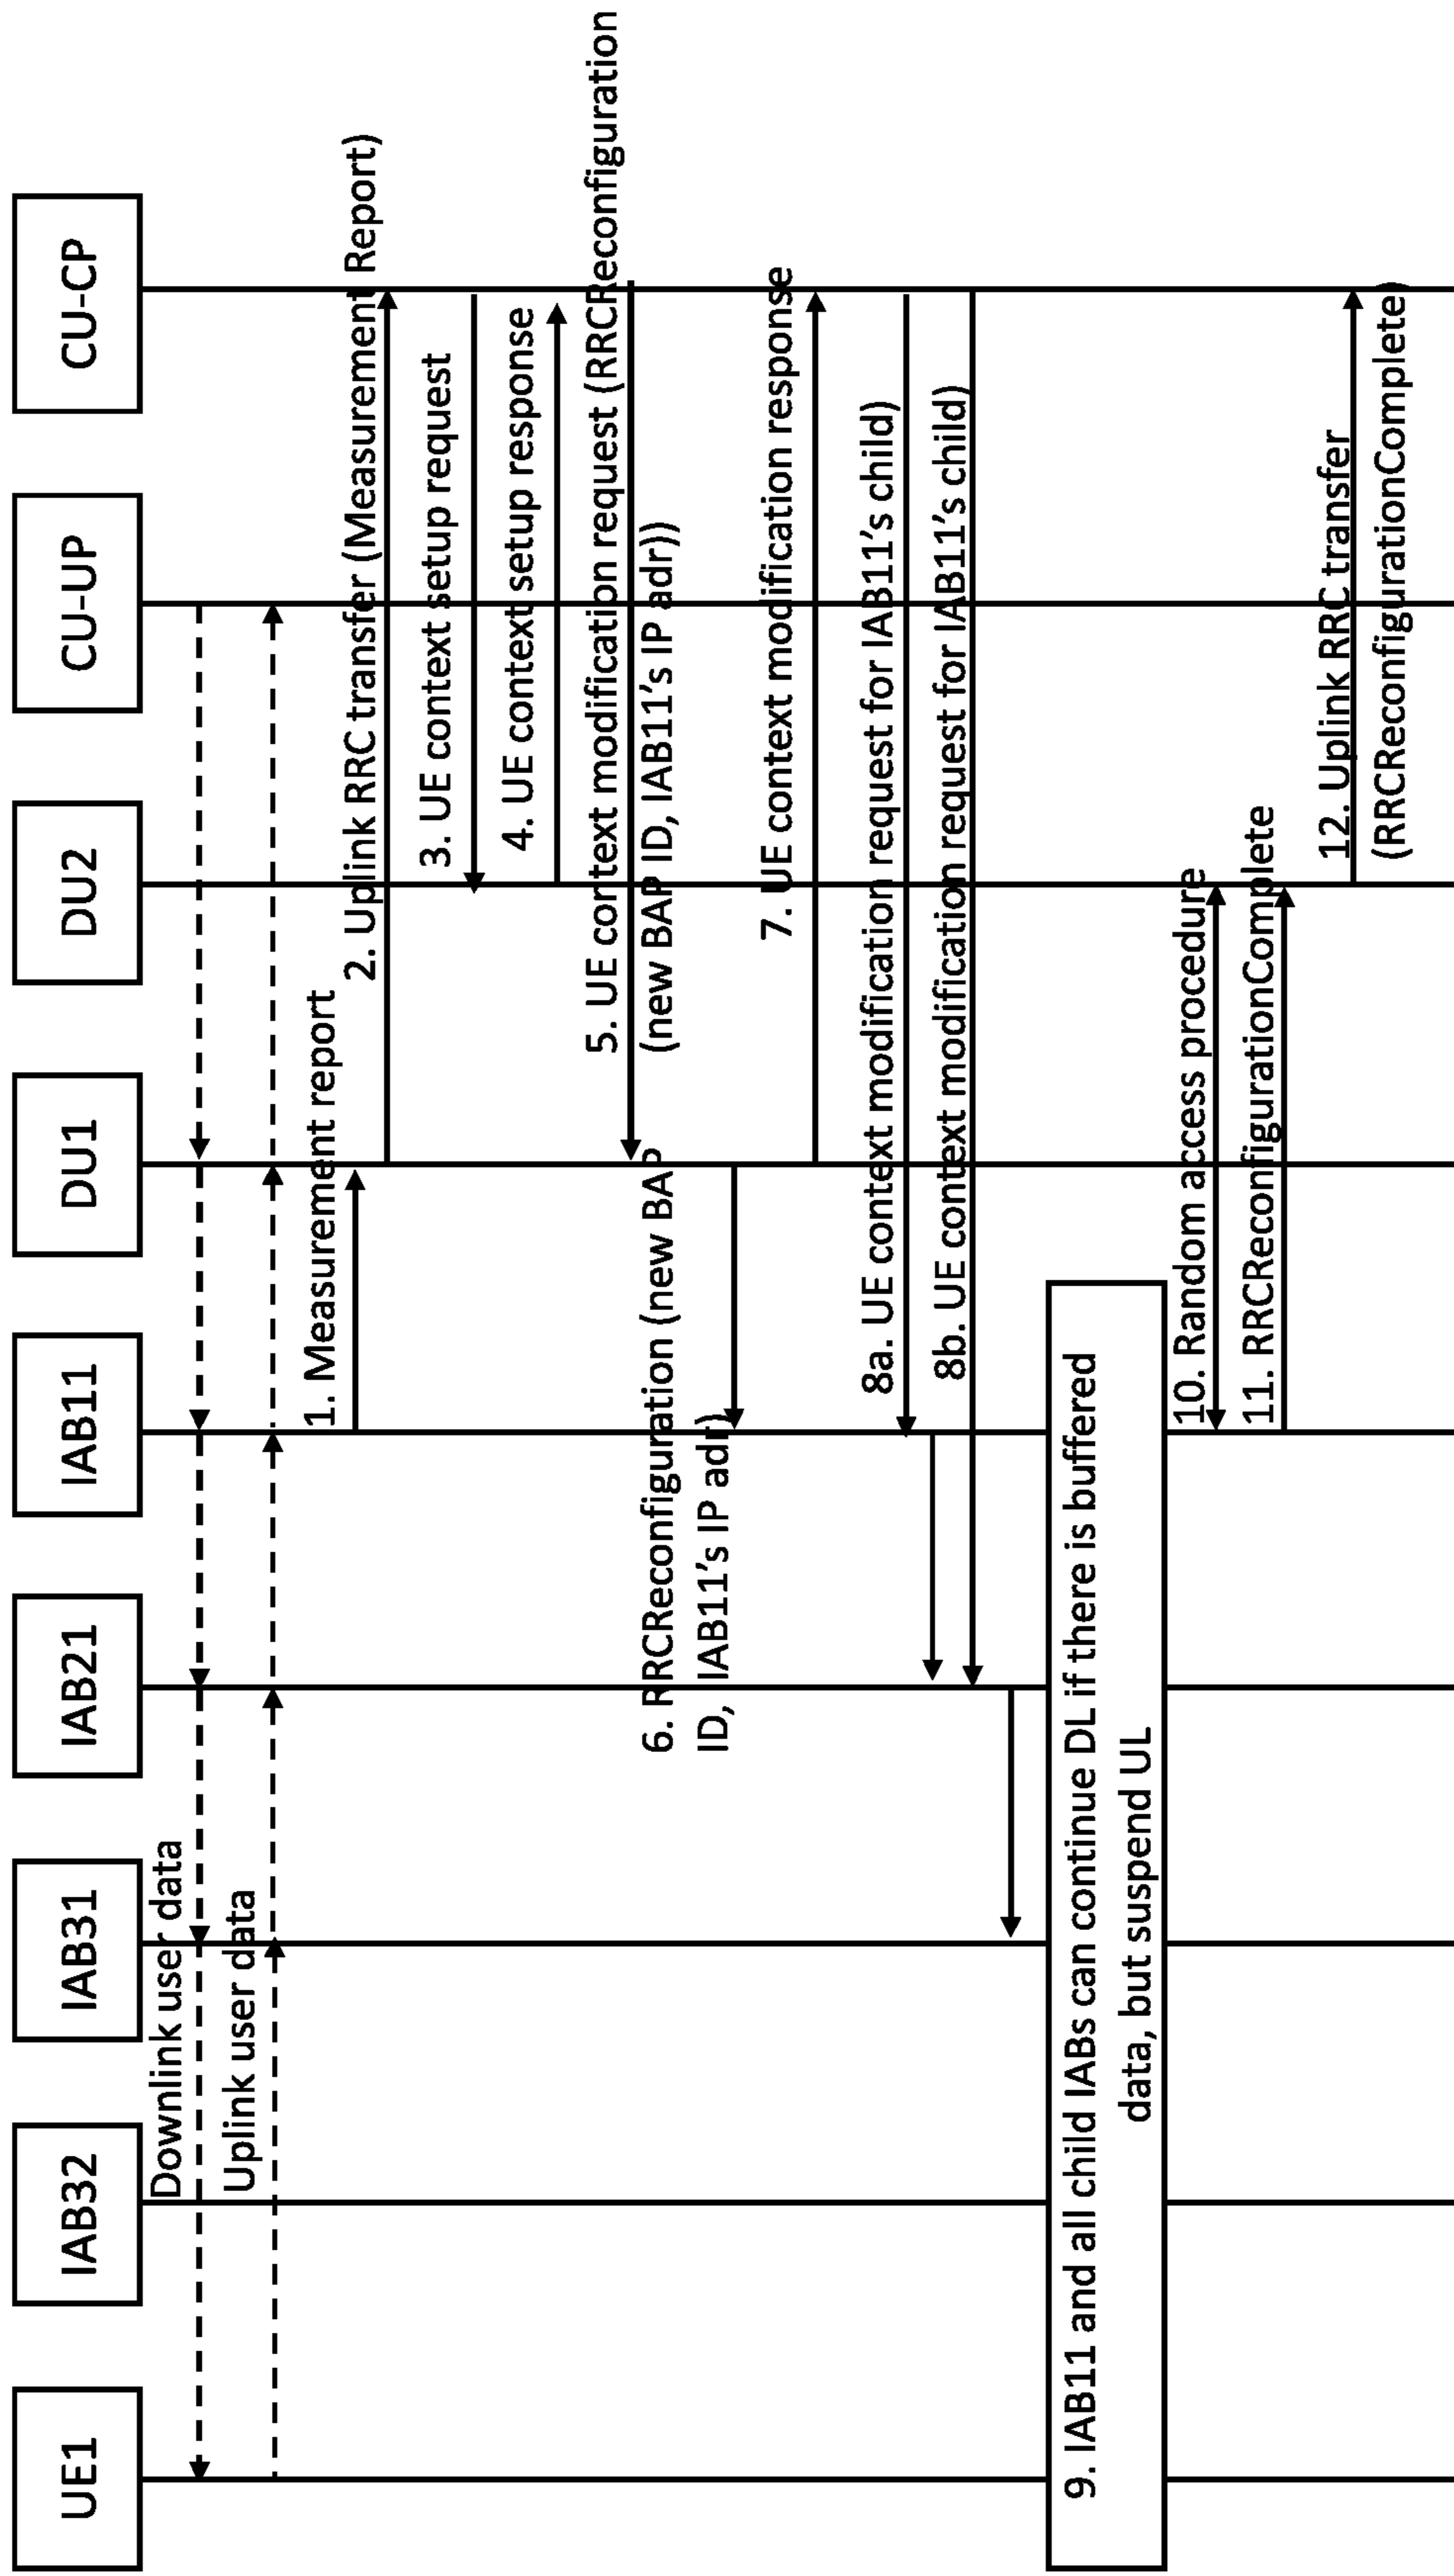 UE1
IAB32
IAB31
IAB21
IAB11
DU1
DU2
CU-UP
CU-CP
Downlink user data
Uplink user data
1. Measurement report
2. Uplink RRC transfer (Measurement Report)
3. UE context setup request
4. UE context setup response
5. UE context modification request (RRCReconfiguration
(new BAP ID, IAB11's IP adr))
6. RRCReconfiguration (new BAP
ID, IAB11's IP adr)
7. UE context modification response
8a. UE context modification request for IAB11's child)
8b. UE context modification request for IAB11's child)
9. IAB11 and all child IABs can continue DL if there is buffered
data, but suspend UL
10. Random access procedure
11. RRCReconfigurationComplete
12. Uplink RRC transfer
(RRCReconfigurationComplete)